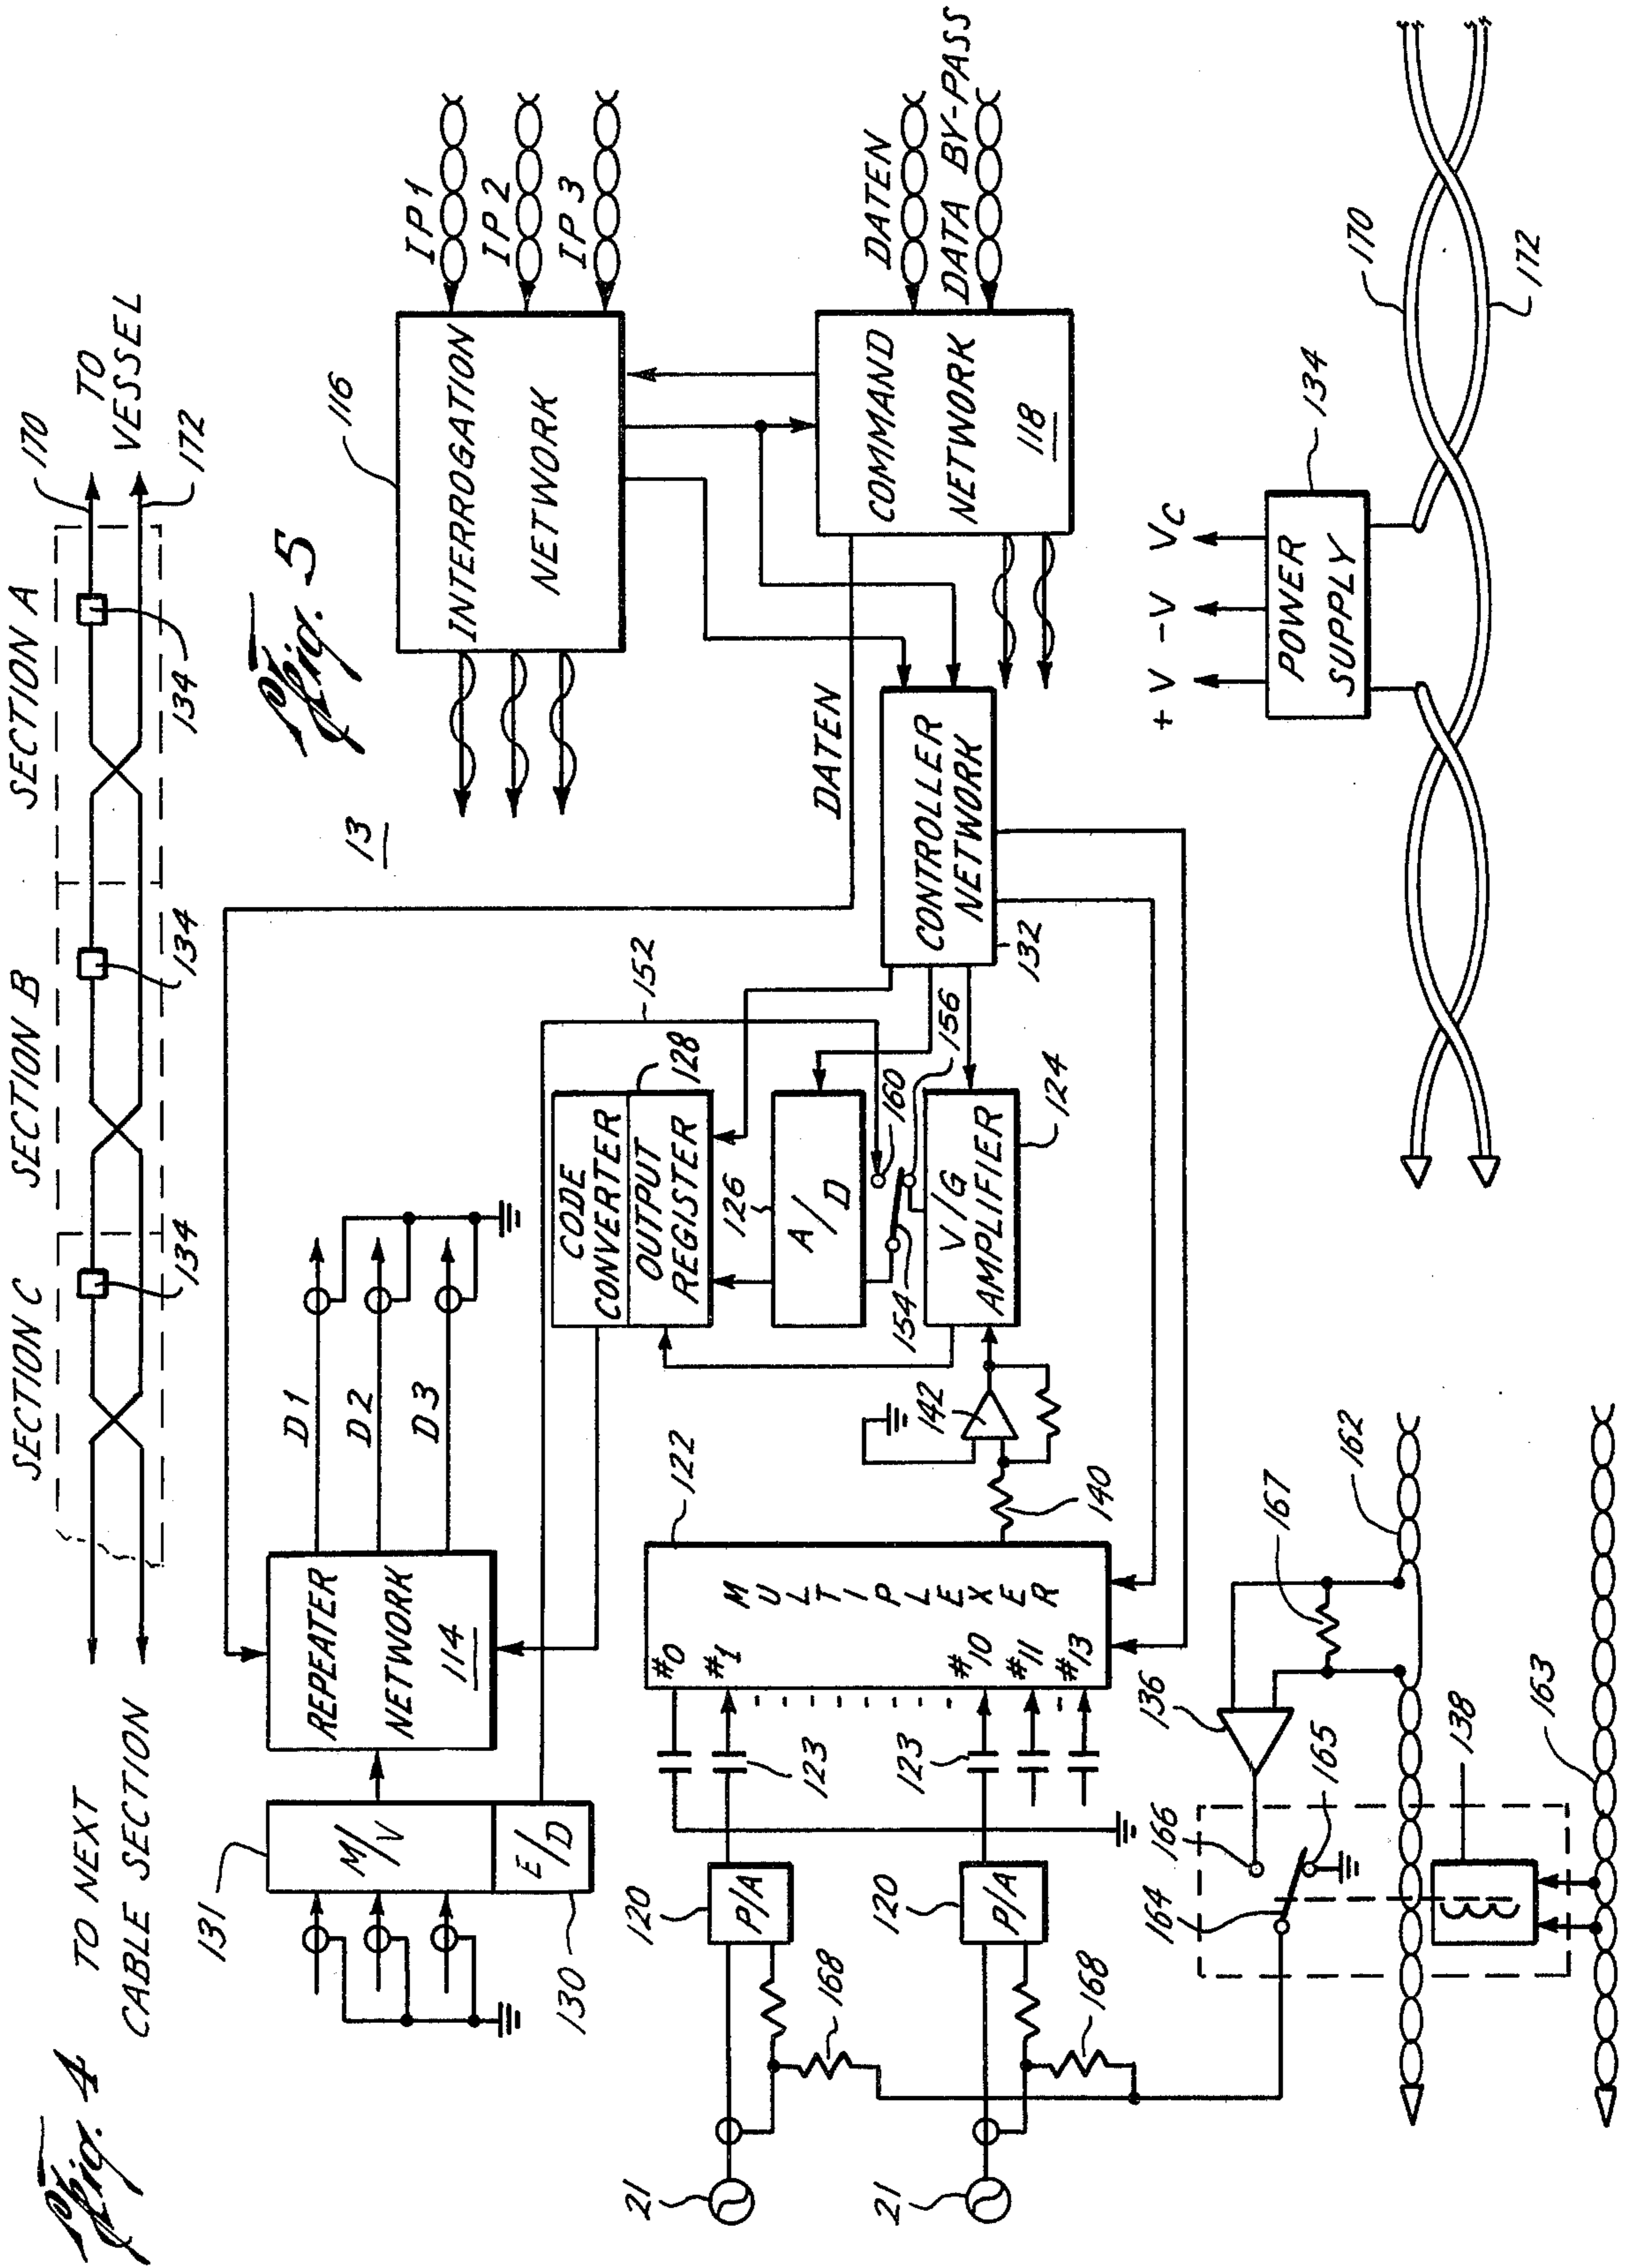 Fig. 4
TO NEXT
CABLE SECTION
SECTION C
SECTION B
SECTION A
134
134
134
170
172
TO
VESSEL
Fig. 5
13
131
M/V
E/D
130
REPEATER
NETWORK
114
D1
D2
D3
DATEN
INTERROGATION
NETWORK
116
IP1
IP2
IP3
COMMAND
NETWORK
118
DATEN
DATA BY-PASS
CONTROLLER
NETWORK
132
152
CODE
CONVERTER
OUTPUT
REGISTER
128
126
A/D
160
156
154
V/G
AMPLIFIER
124
142
140
122
MULTIPLEXER
#0
#1
#10
#11
#13
123
123
120
P/A
120
P/A
168
168
21
21
136
167
162
166
165
164
138
163
+V
-V
Vc
POWER
SUPPLY
134
170
172